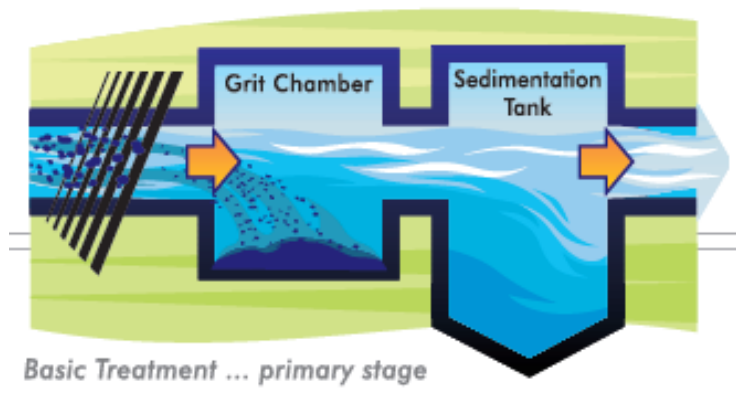 Grit Chamber
Sedimentation
Tank
Basic Treatment ... primary stage